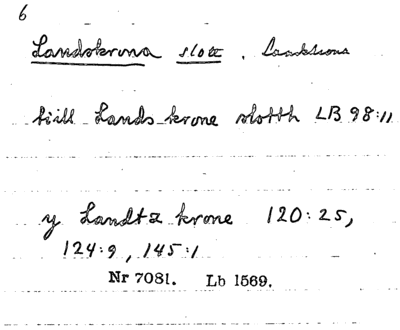 6
Landskrona slott. Landskrona
till Lands krone slotth LB 98:11
y Landtz krone 120:25,
124:9, 145:1
Nr 7081. Lb 1569.